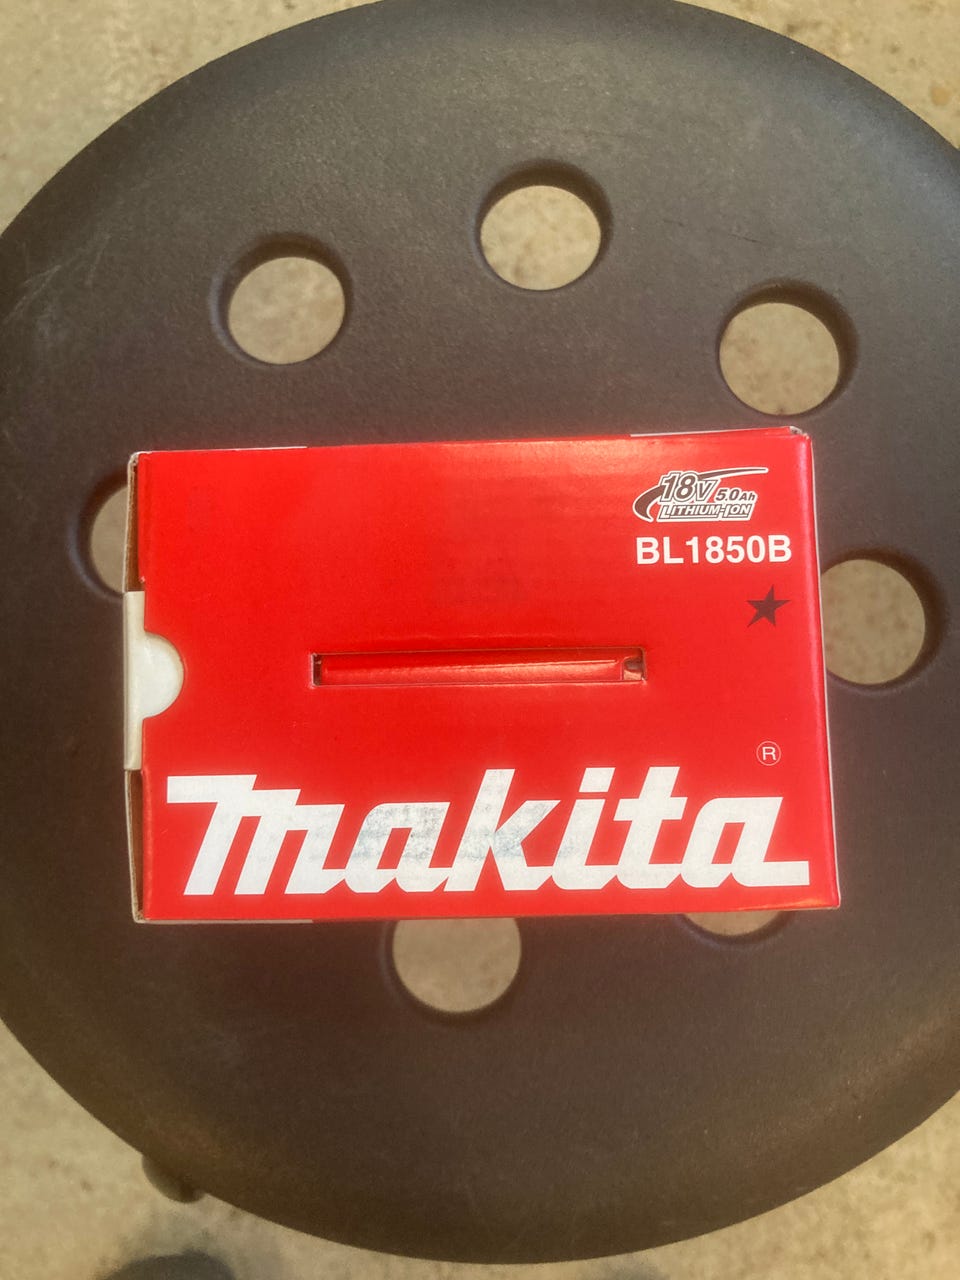 18V 5.0Ah
LITHIUM-ION
BL1850B
®
makita